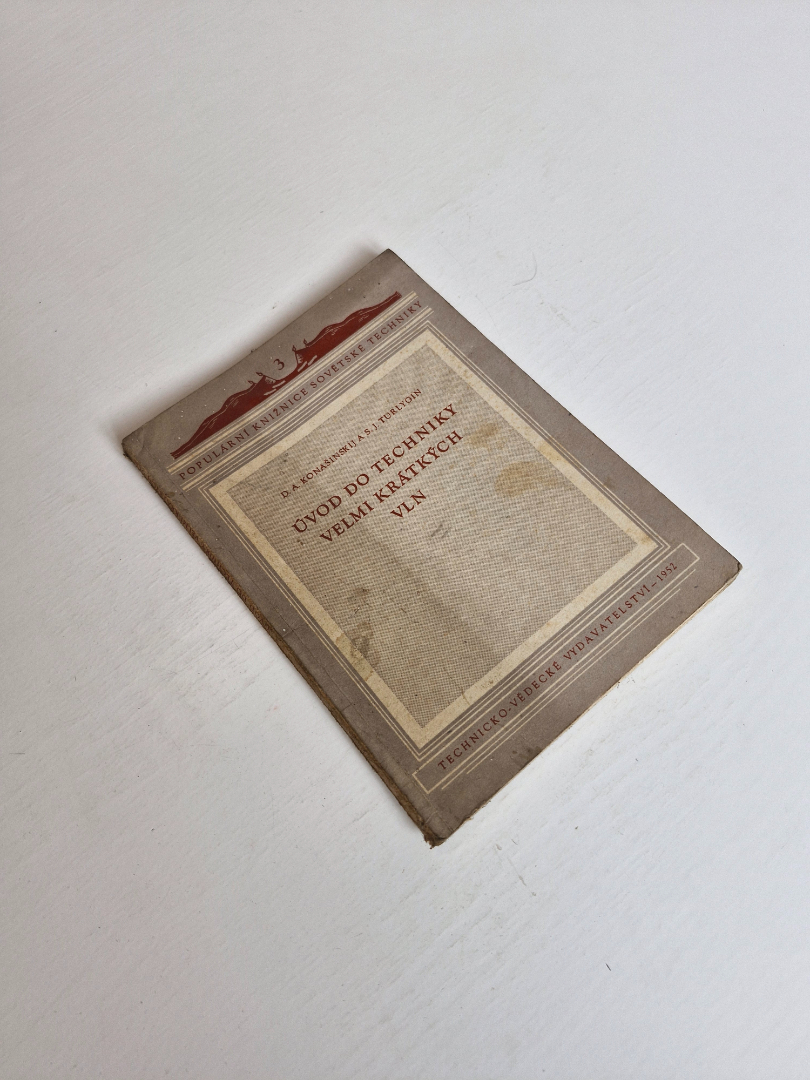 3
POPULÁRNÍ KNIŽNICE SOVĚTSKÉ TECHNIKY
D. A. KONAŠINSKIJ A S. J. TURLYGIN
ÚVOD DO TECHNIKY
VELMI KRÁTKÝCH
VLN
TECHNICKO-VĚDECKÉ VYDAVATELSTVÍ – 1952